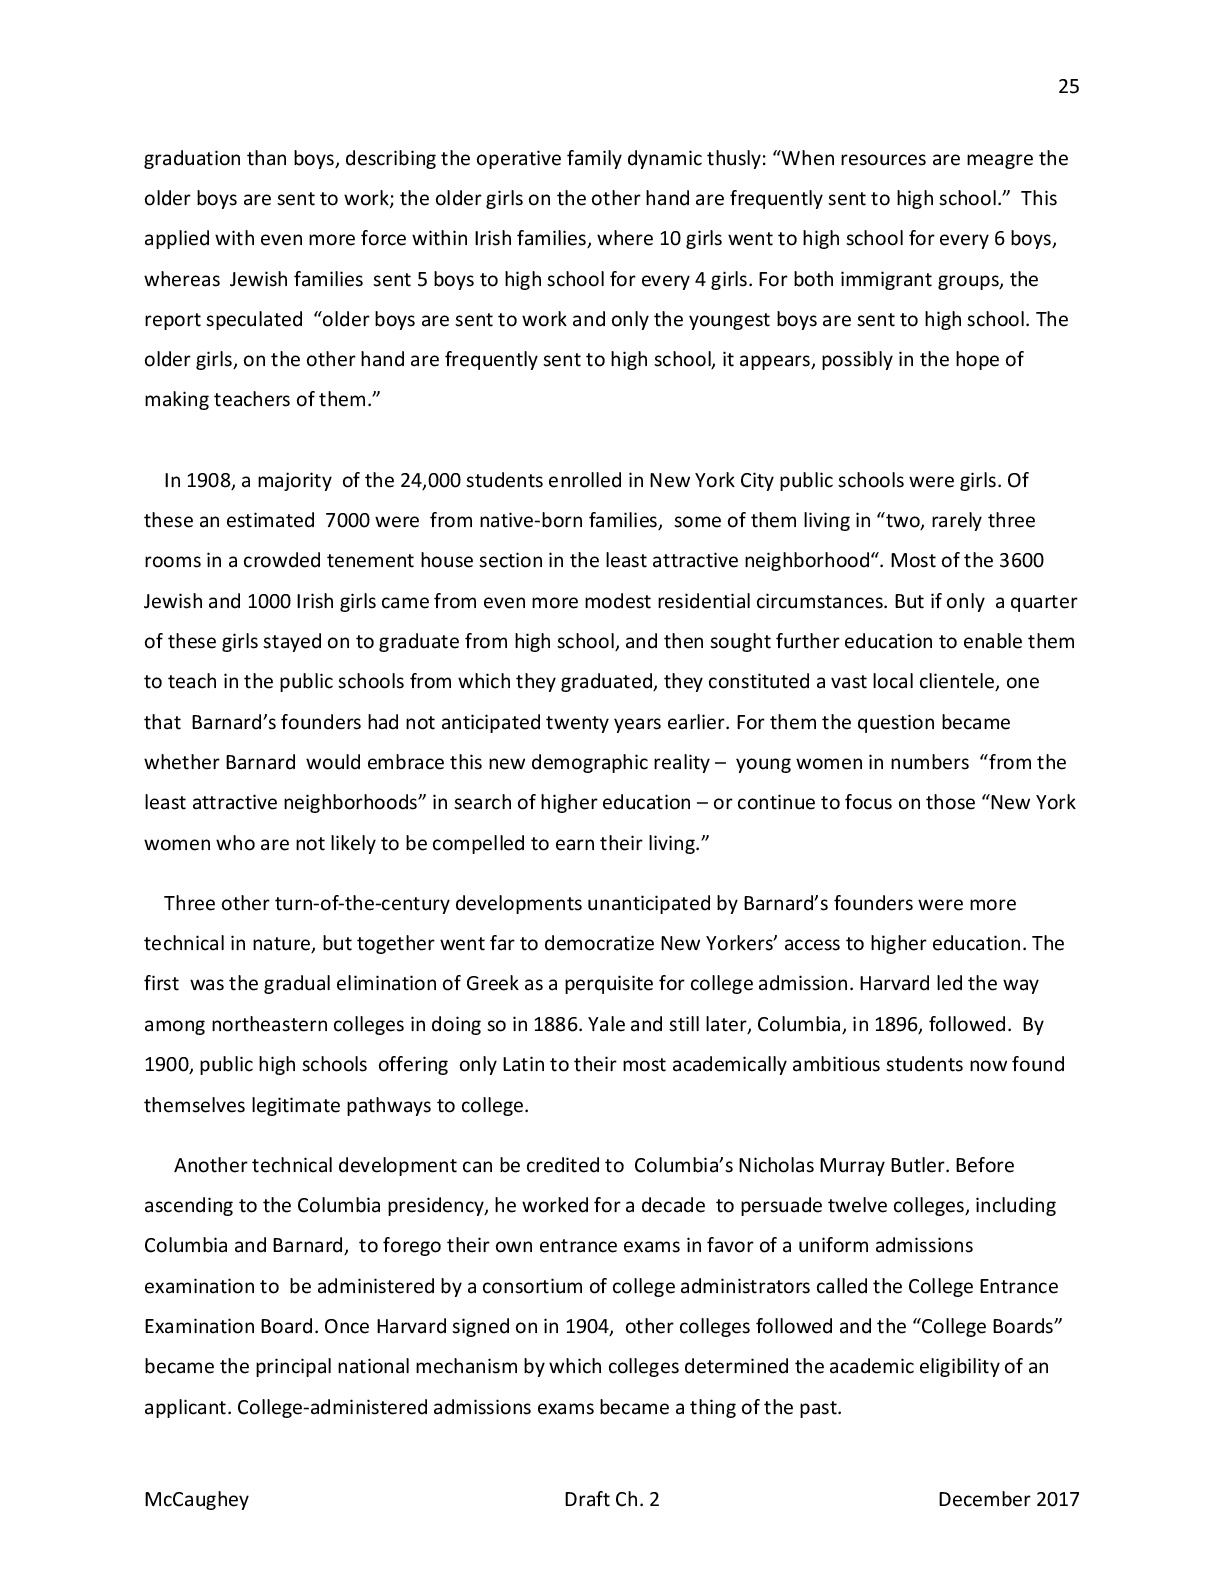 25
graduation than boys, describing the operative family dynamic thusly: “When resources are meagre the
older boys are sent to work; the older girls on the other hand are frequently sent to high school.”  This
applied with even more force within Irish families, where 10 girls went to high school for every 6 boys,
whereas  Jewish families  sent 5 boys to high school for every 4 girls. For both immigrant groups, the
report speculated  “older boys are sent to work and only the youngest boys are sent to high school. The
older girls, on the other hand are frequently sent to high school, it appears, possibly in the hope of
making teachers of them.”
In 1908, a majority  of the 24,000 students enrolled in New York City public schools were girls. Of
these an estimated  7000 were  from native-born families,  some of them living in “two, rarely three
rooms in a crowded tenement house section in the least attractive neighborhood“. Most of the 3600
Jewish and 1000 Irish girls came from even more modest residential circumstances. But if only  a quarter
of these girls stayed on to graduate from high school, and then sought further education to enable them
to teach in the public schools from which they graduated, they constituted a vast local clientele, one
that  Barnard’s founders had not anticipated twenty years earlier. For them the question became
whether Barnard  would embrace this new demographic reality –  young women in numbers  “from the
least attractive neighborhoods” in search of higher education – or continue to focus on those “New York
women who are not likely to be compelled to earn their living.”
Three other turn-of-the-century developments unanticipated by Barnard’s founders were more
technical in nature, but together went far to democratize New Yorkers’ access to higher education. The
first  was the gradual elimination of Greek as a perquisite for college admission. Harvard led the way
among northeastern colleges in doing so in 1886. Yale and still later, Columbia, in 1896, followed.  By
1900, public high schools  offering  only Latin to their most academically ambitious students now found
themselves legitimate pathways to college.
Another technical development can be credited to  Columbia’s Nicholas Murray Butler. Before
ascending to the Columbia presidency, he worked for a decade  to persuade twelve colleges, including
Columbia and Barnard,  to forego their own entrance exams in favor of a uniform admissions
examination to  be administered by a consortium of college administrators called the College Entrance
Examination Board. Once Harvard signed on in 1904,  other colleges followed and the “College Boards”
became the principal national mechanism by which colleges determined the academic eligibility of an
applicant. College-administered admissions exams became a thing of the past.
McCaughey Draft Ch. 2 December 2017